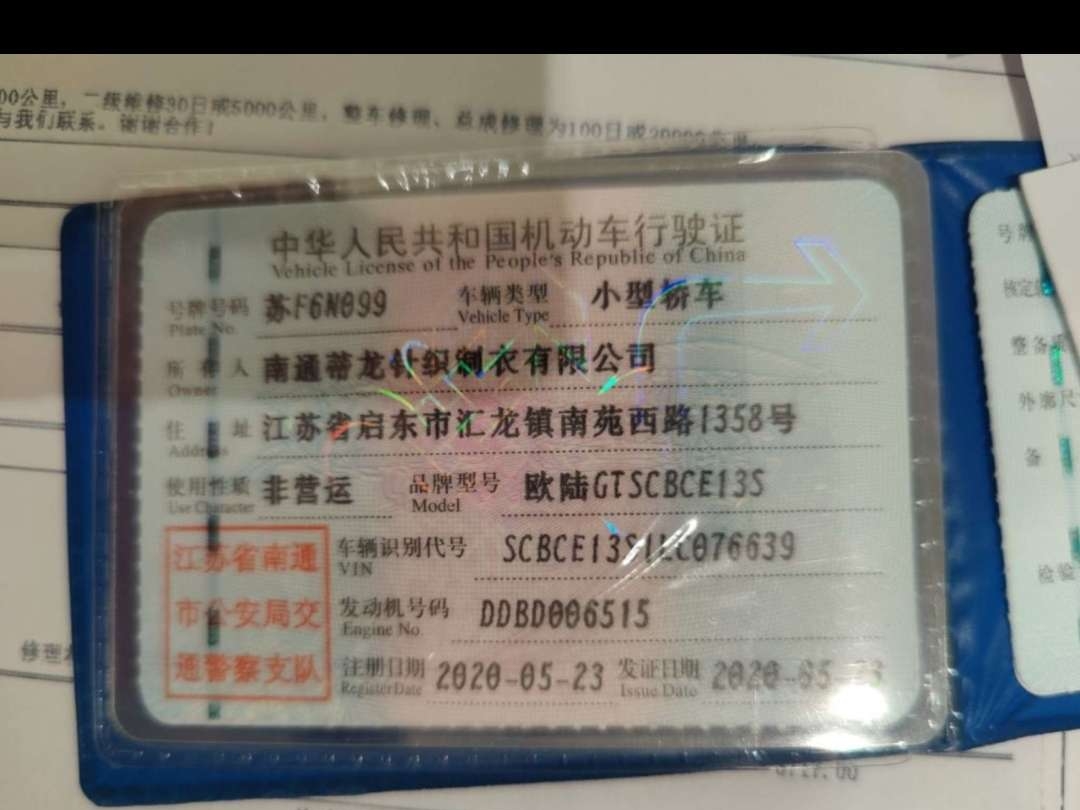 00公里，二级维修30日或5000公里，整车修理、总成修理为100日或20000公里
与我们联系。谢谢合作！
中华人民共和国机动车行驶证
Vehicle License of the People's Republic of China
号牌号码 苏F6N099 车辆类型 小型轿车
Plate No. Vehicle Type
所有人 南通蒂龙针织制衣有限公司
Owner
住址 江苏省启东市汇龙镇南苑西路1358号
Address
使用性质 非营运 品牌型号 欧陆GTSCBCE13S
Use Character Model
江苏省南通 车辆识别代号
VIN
市公安局交 发动机号码 DDBD006515
Engine No.
通警察支队 注册日期 2020-05-23 发证日期 2020-05-
Register Date Issue Date
号牌
核定
整备
外廓尺
备
检验
修理